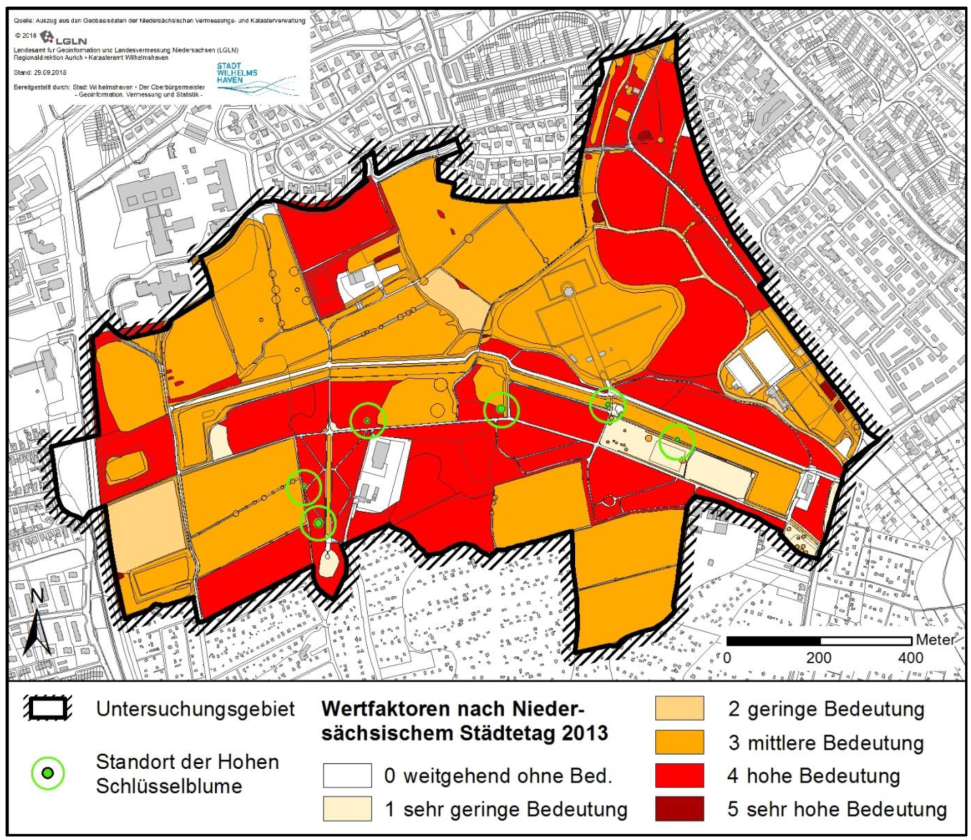 Quelle: Auszug aus den Geobasisdaten der Niedersächsischen Vermessungs- und Katasterverwaltung
© 2018 LGLN
Landesamt für Geoinformation und Landesvermessung Niedersachsen (LGLN)
Regionaldirektion Aurich - Katasteramt Wilhelmshaven
Stand: 29.09.2018
Bereitgestellt durch: Stadt Wilhelmshaven - Der Oberbürgermeister
- Geoinformation, Vermessung und Statistik -
STADT
WILHELMS
HAVEN
N
Meter
0 200 400
Untersuchungsgebiet
Standort der Hohen
Schlüsselblume
Wertfaktoren nach Nieder-
sächsischem Städtetag 2013
0 weitgehend ohne Bed.
1 sehr geringe Bedeutung
2 geringe Bedeutung
3 mittlere Bedeutung
4 hohe Bedeutung
5 sehr hohe Bedeutung